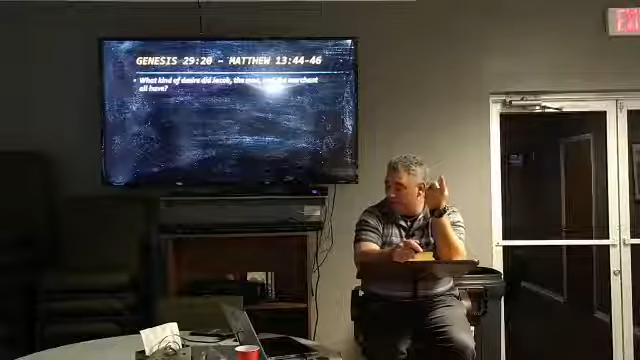 GENESIS 29:20 - MATTHEW 13:44-46
• What kind of desire did Jacob, the man, and the merchant
all have?
EXI